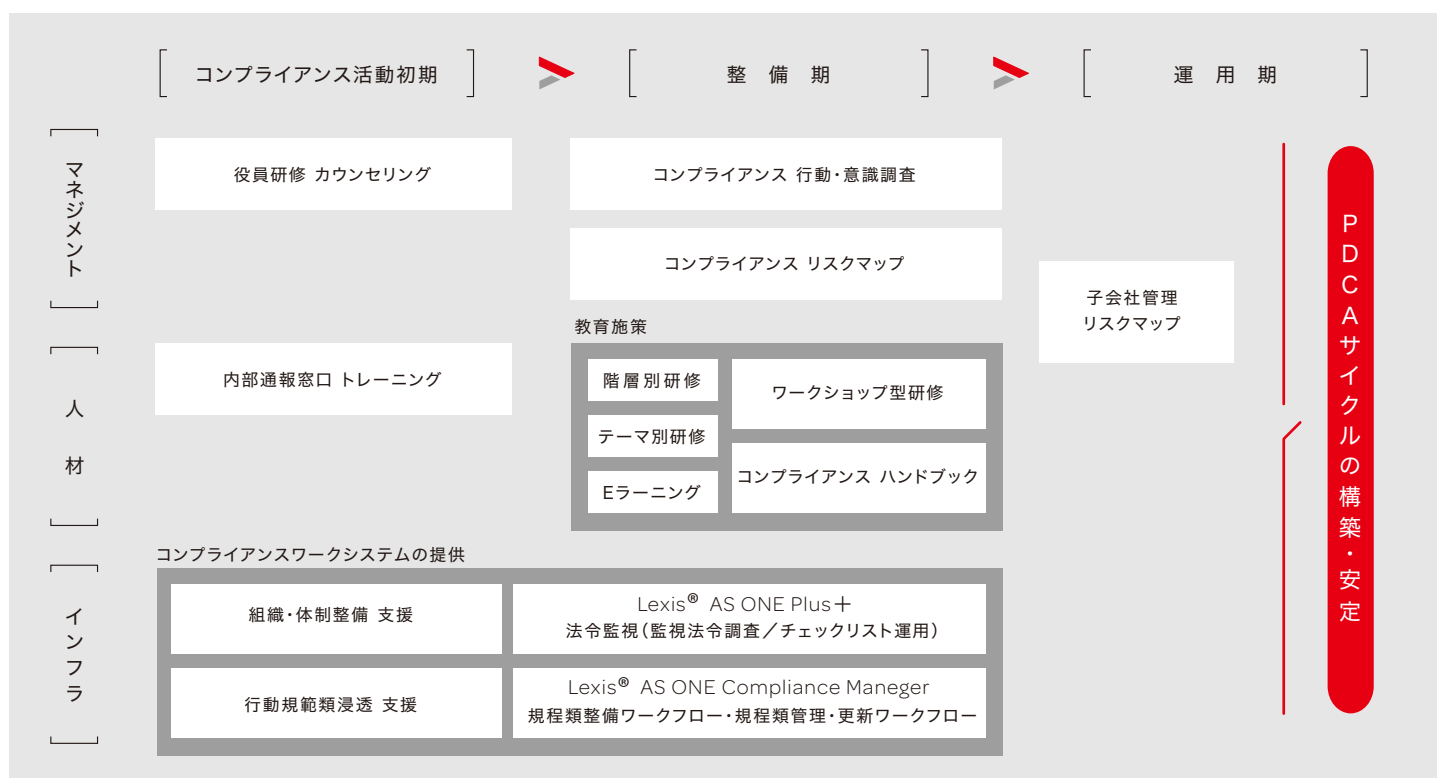 コンプライアンス活動初期
整備期
運用期
マネジメント
役員研修 カウンセリング
コンプライアンス 行動・意識調査
コンプライアンス リスクマップ
子会社管理
リスクマップ
人材
内部通報窓口 トレーニング
教育施策
階層別研修
テーマ別研修
Eラーニング
ワークショップ型研修
コンプライアンス ハンドブック
インフラ
コンプライアンスワークシステムの提供
組織・体制整備 支援
Lexis® AS ONE Plus＋
法令監視（監視法令調査／チェックリスト運用）
行動規範類浸透 支援
Lexis® AS ONE Compliance Maneger
規程類整備ワークフロー・規程類管理・更新ワークフロー
PDCAサイクルの構築・安定